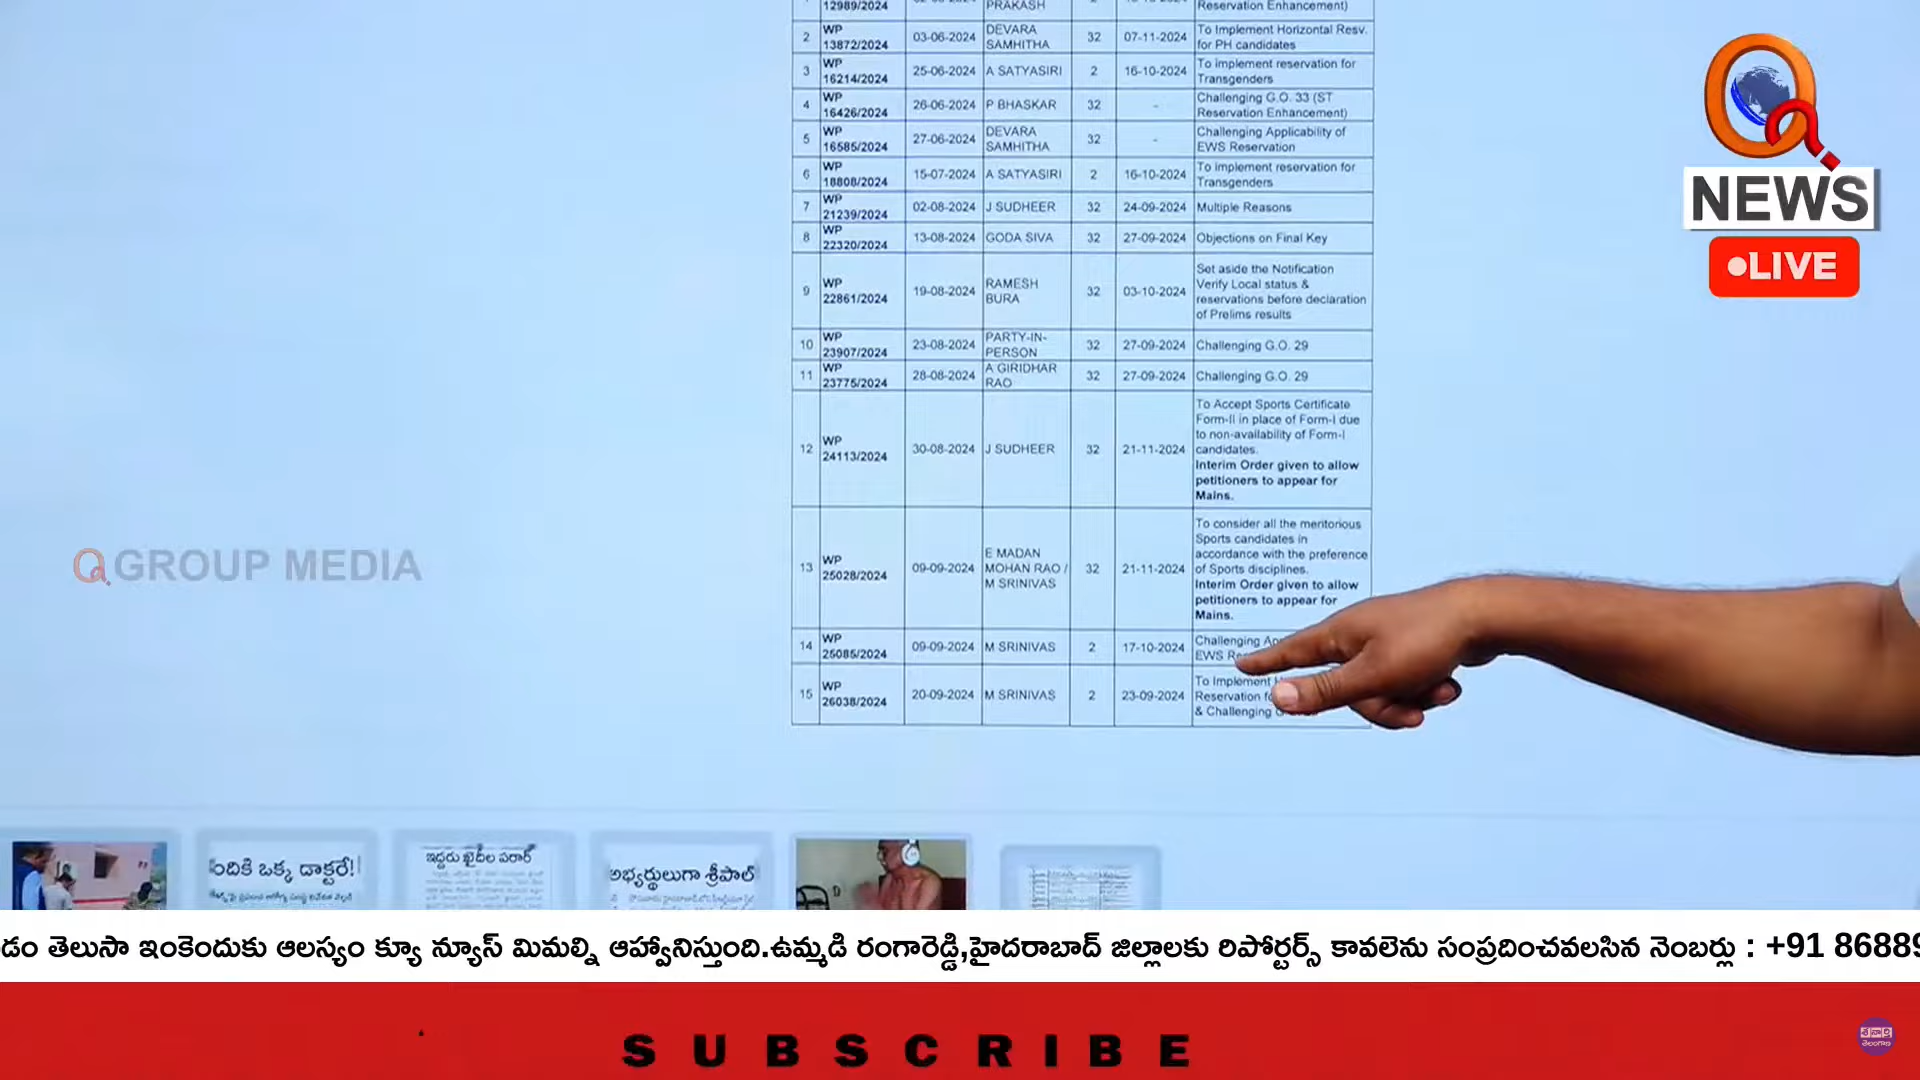 12989/2024 PRAKASH Reservation Enhancement)
2 WP 13872/2024 03-06-2024 DEVARA SAMHITHA 32 07-11-2024 To Implement Horizontal Resv. for PH candidates
3 WP 16214/2024 25-06-2024 A SATYASIRI 2 16-10-2024 To implement reservation for Transgenders
4 WP 16426/2024 26-06-2024 P BHASKAR 32 - Challenging G.O. 33 (ST Reservation Enhancement)
5 WP 16585/2024 27-06-2024 DEVARA SAMHITHA 32 - Challenging Applicability of EWS Reservation
6 WP 18808/2024 15-07-2024 A SATYASIRI 2 16-10-2024 To implement reservation for Transgenders
7 WP 21239/2024 02-08-2024 J SUDHEER 32 24-09-2024 Multiple Reasons
8 WP 22320/2024 13-08-2024 GODA SIVA 32 27-09-2024 Objections on Final Key
9 WP 22861/2024 19-08-2024 RAMESH BURA 32 03-10-2024 Set aside the Notification Verify Local status & reservations before declaration of Prelims results
10 WP 23907/2024 23-08-2024 PARTY-IN-PERSON 32 27-09-2024 Challenging G.O. 29
11 WP 23775/2024 28-08-2024 A GIRIDHAR RAO 32 27-09-2024 Challenging G.O. 29
12 WP 24113/2024 30-08-2024 J SUDHEER 32 21-11-2024 To Accept Sports Certificate Form-II in place of Form-I due to non-availability of Form-I candidates. Interim Order given to allow petitioners to appear for Mains.
13 WP 25028/2024 09-09-2024 E MADAN MOHAN RAO / M SRINIVAS 32 21-11-2024 To consider all the meritorious Sports candidates in accordance with the preference of Sports disciplines. Interim Order given to allow petitioners to appear for Mains.
14 WP 25085/2024 09-09-2024 M SRINIVAS 2 17-10-2024 Challenging EWS
15 WP 26038/2024 20-09-2024 M SRINIVAS 2 23-09-2024 To Implement Reservation & Challenging
Q NEWS
LIVE
Q GROUP MEDIA
ందికి ఒక్క డాక్టరే!
ఇద్దరు ఖైదీల పరార్
అభ్యర్థులుగా శ్రీపాల్
డం తెలుసా ఇంకెందుకు ఆలస్యం క్యూ న్యూస్ మిమల్ని ఆహ్వానిస్తుంది.ఉమ్మడి రంగారెడ్డి,హైదరాబాద్ జిల్లాలకు రిపోర్టర్స్ కావలెను సంప్రదించవలసిన నెంబర్లు : +91 86889
SUBSCRIBE
తెలంగాణ